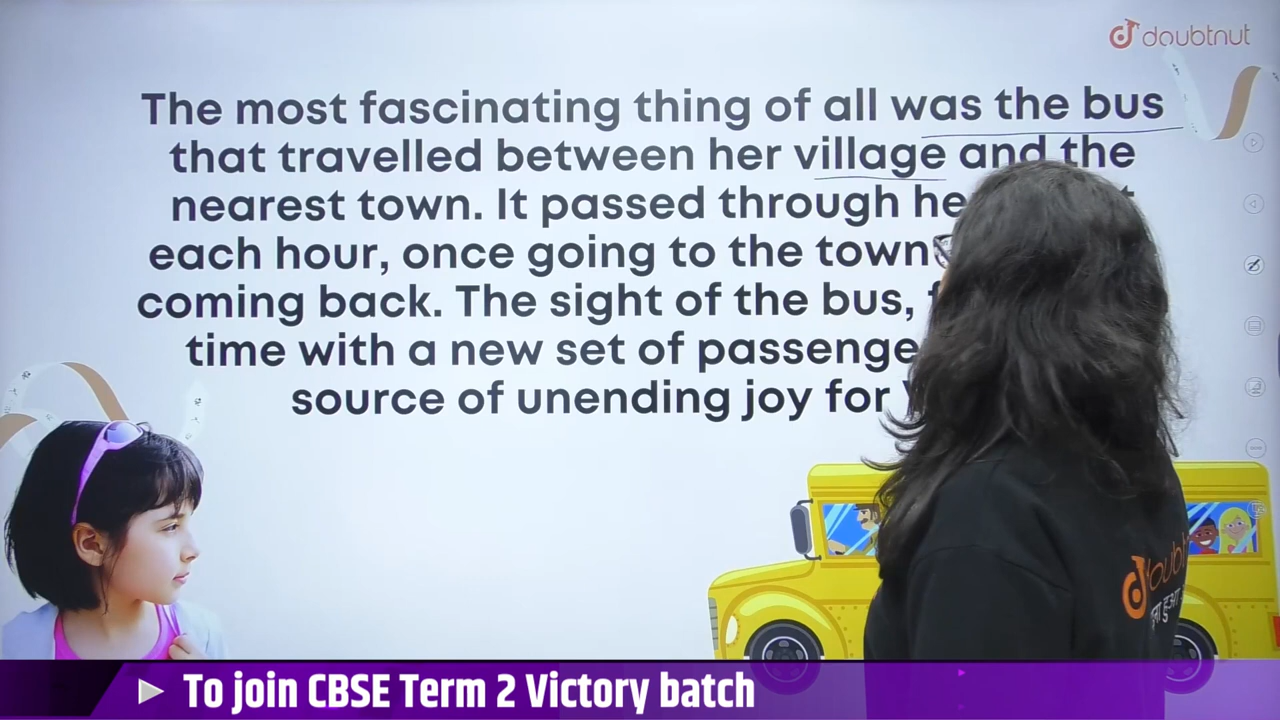 doubtnut
The most fascinating thing of all was the bus
that travelled between her village and the
nearest town. It passed through
each hour, once going to the town
coming back. The sight of the bus,
time with a new set of
source of unending joy for
doubtnut
To join CBSE Term 2 Victory batch